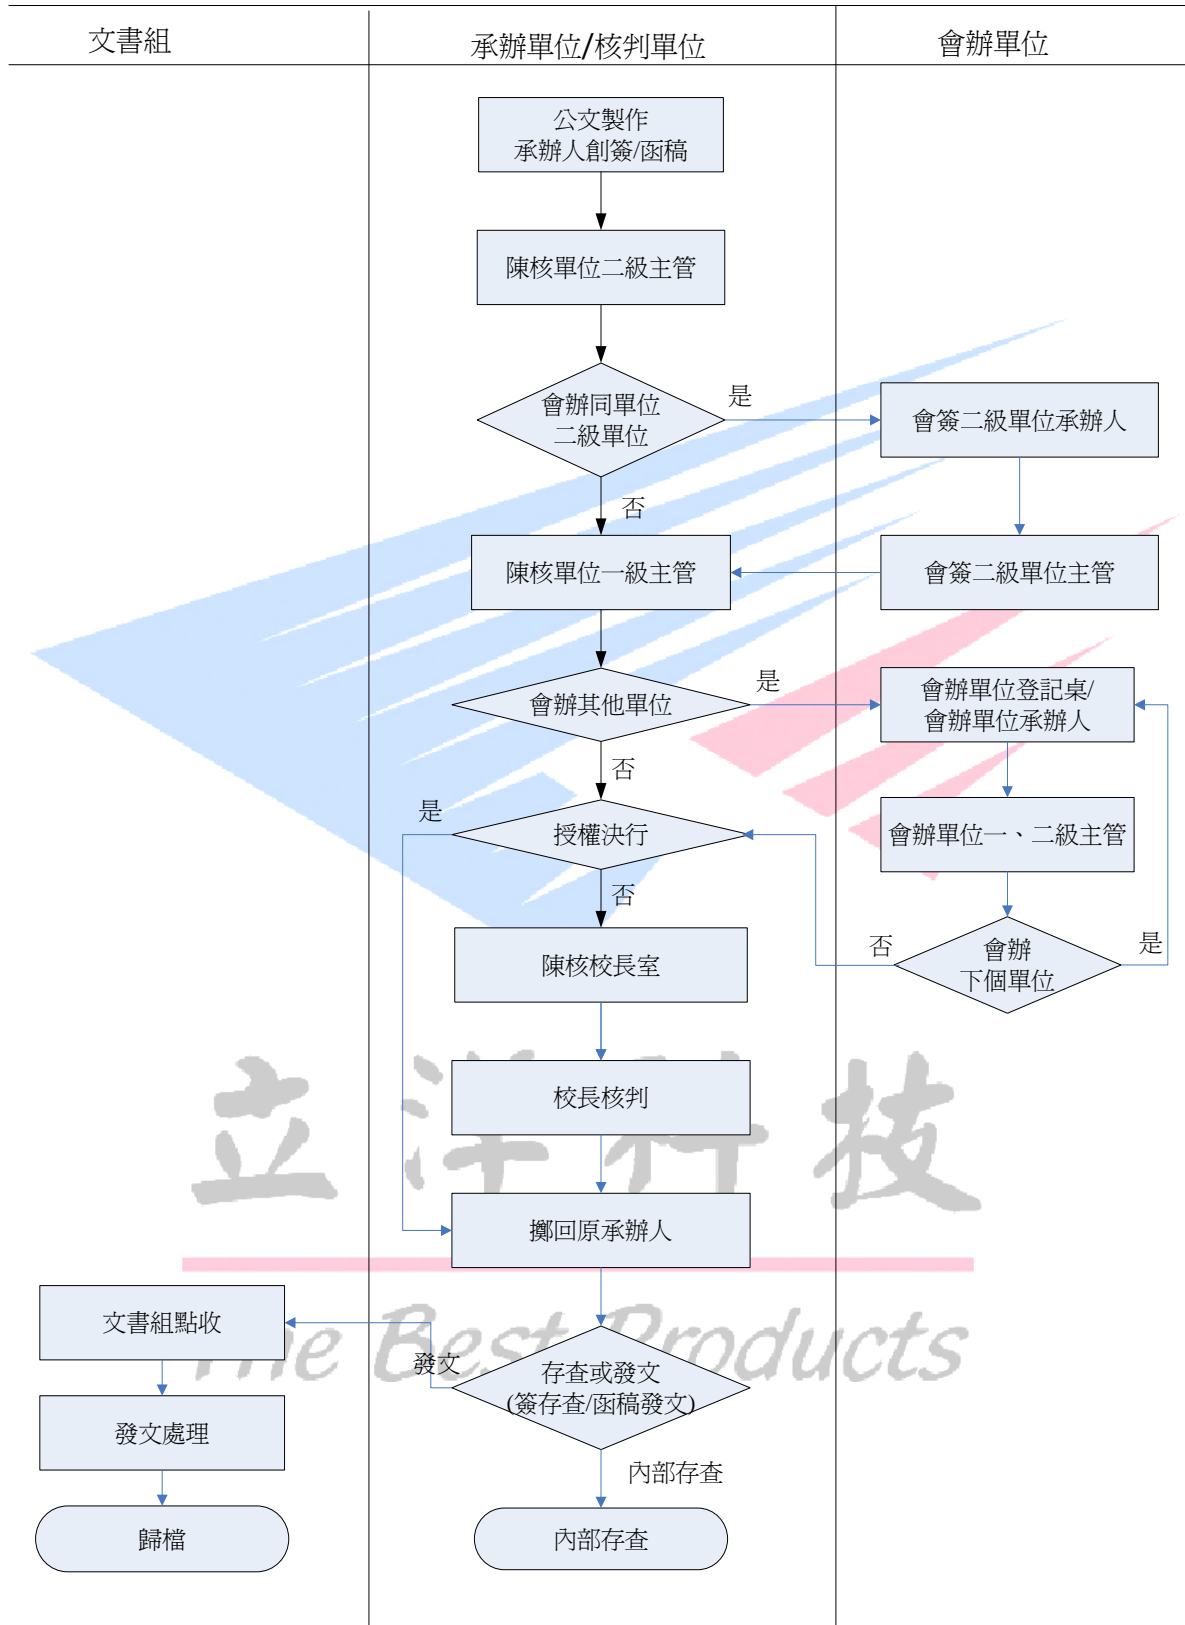 文書組
承辦單位/核判單位
會辦單位
公文製作
承辦人創簽/函稿
陳核單位二級主管
會辦同單位
二級單位
是
會簽二級單位承辦人
否
陳核單位一級主管
會簽二級單位主管
會辦其他單位
是
會辦單位登記桌/
會辦單位承辦人
否
是
授權決行
會辦單位一、二級主管
否
陳核校長室
否
會辦
下個單位
是
校長核判
立洋科技
擲回原承辦人
文書組點收
The Best Products
發文
存查或發文
(簽存查/函稿發文)
發文處理
內部存查
歸檔
內部存查